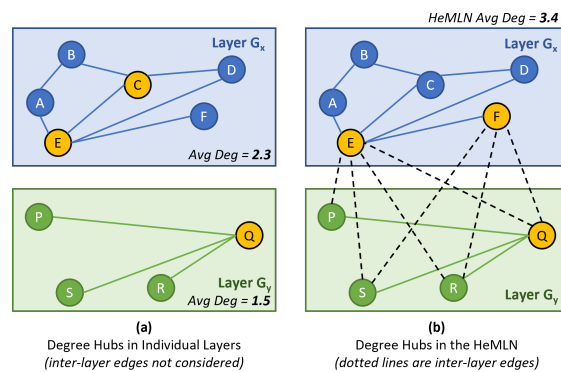 HeMLN Avg Deg = 3.4
Layer Gx
B
C
D
A
F
E
Avg Deg = 2.3
Layer Gx
B
C
D
A
F
E
P
Q
S
R
Layer Gy
Avg Deg = 1.5
P
Q
S
R
Layer Gy
(a)
Degree Hubs in Individual Layers
(inter-layer edges not considered)
(b)
Degree Hubs in the HeMLN
(dotted lines are inter-layer edges)